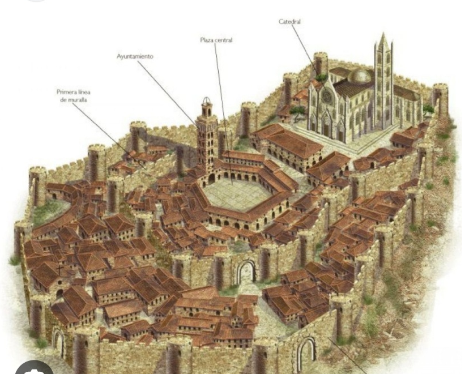 Catedral
Plaza central
Ayuntamiento
Primera línea
de muralla